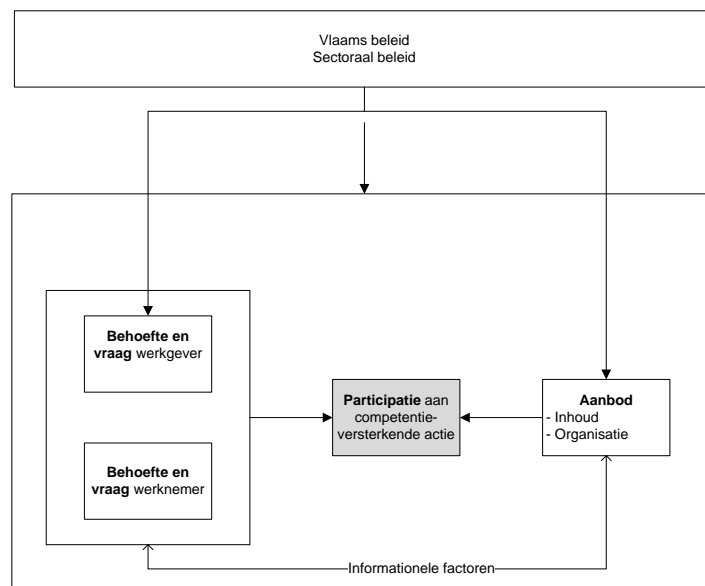 Vlaams beleid
Sectoraal beleid
Behoefte en
vraag werkgever
Participatie aan
competentie-
versterkende actie
Aanbod
- Inhoud
- Organisatie
Behoefte en
vraag werknemer
Informationele factoren